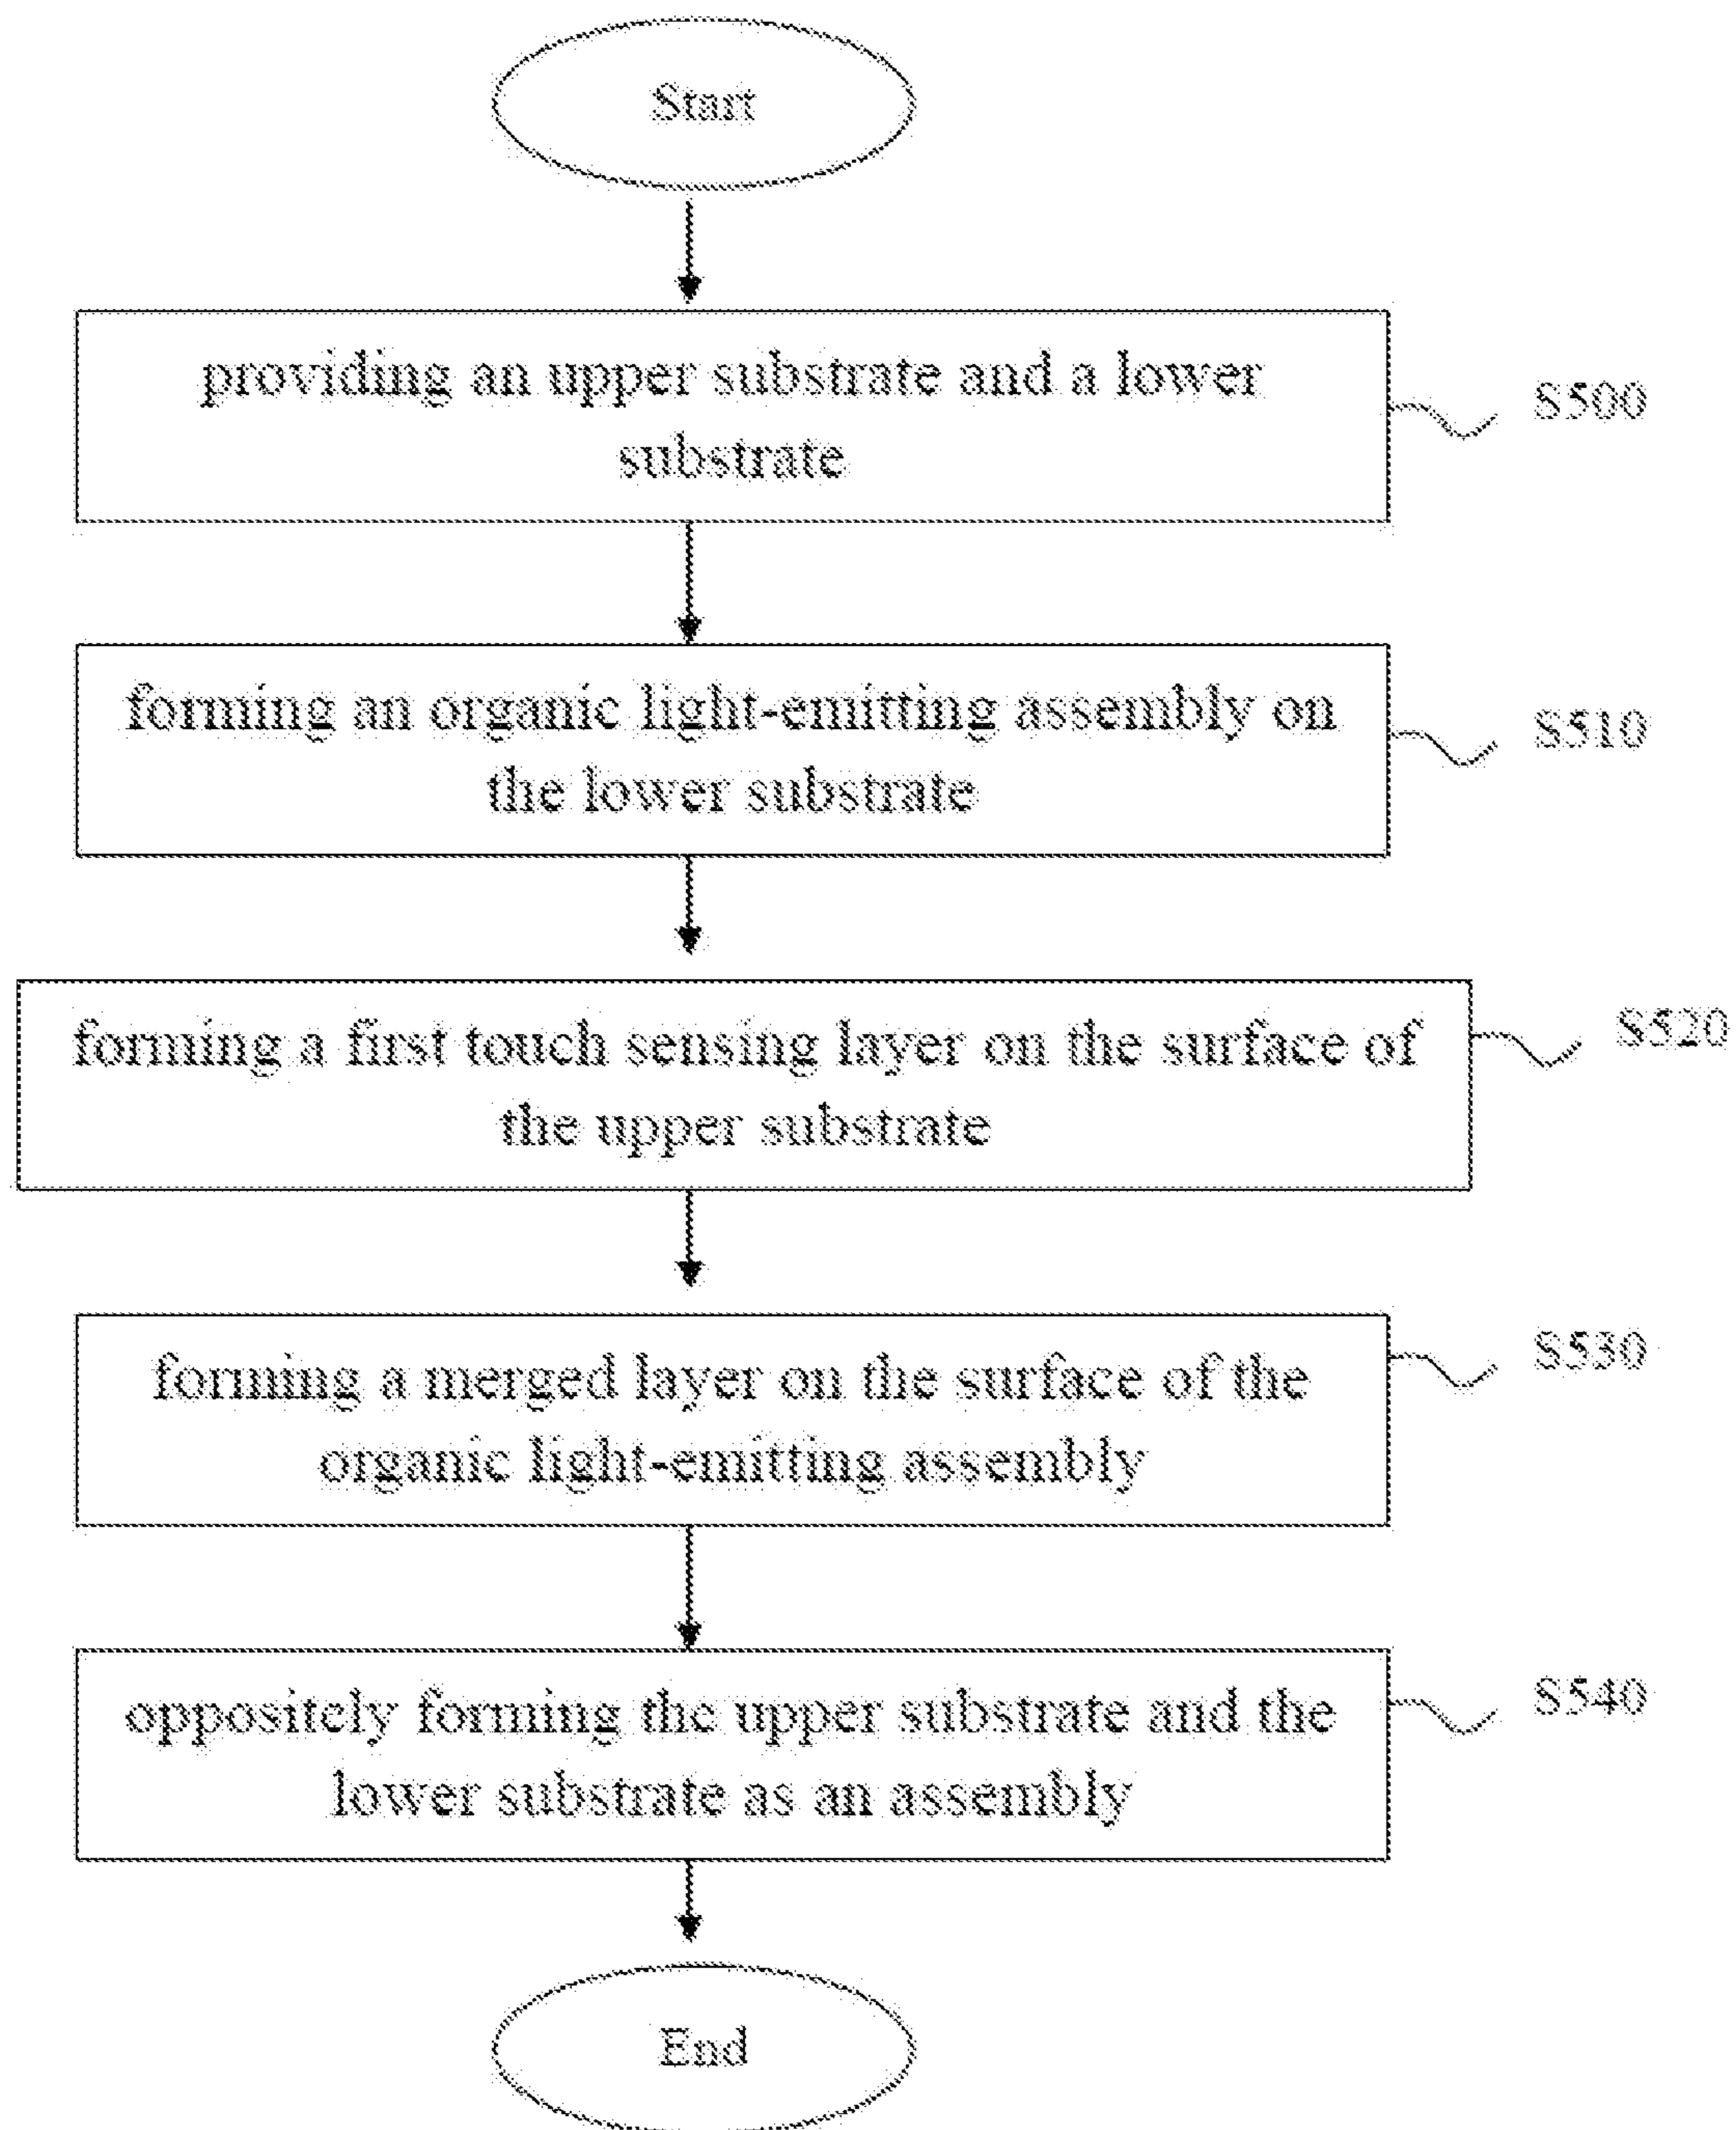 Start
providing an upper substrate and a lower
substrate
S500
forming an organic light-emitting assembly on
the lower substrate
S510
forming a first touch sensing layer on the surface of
the upper substrate
S520
forming a merged layer on the surface of the
organic light-emitting assembly
S530
oppositely forming the upper substrate and the
lower substrate as an assembly
S540
End